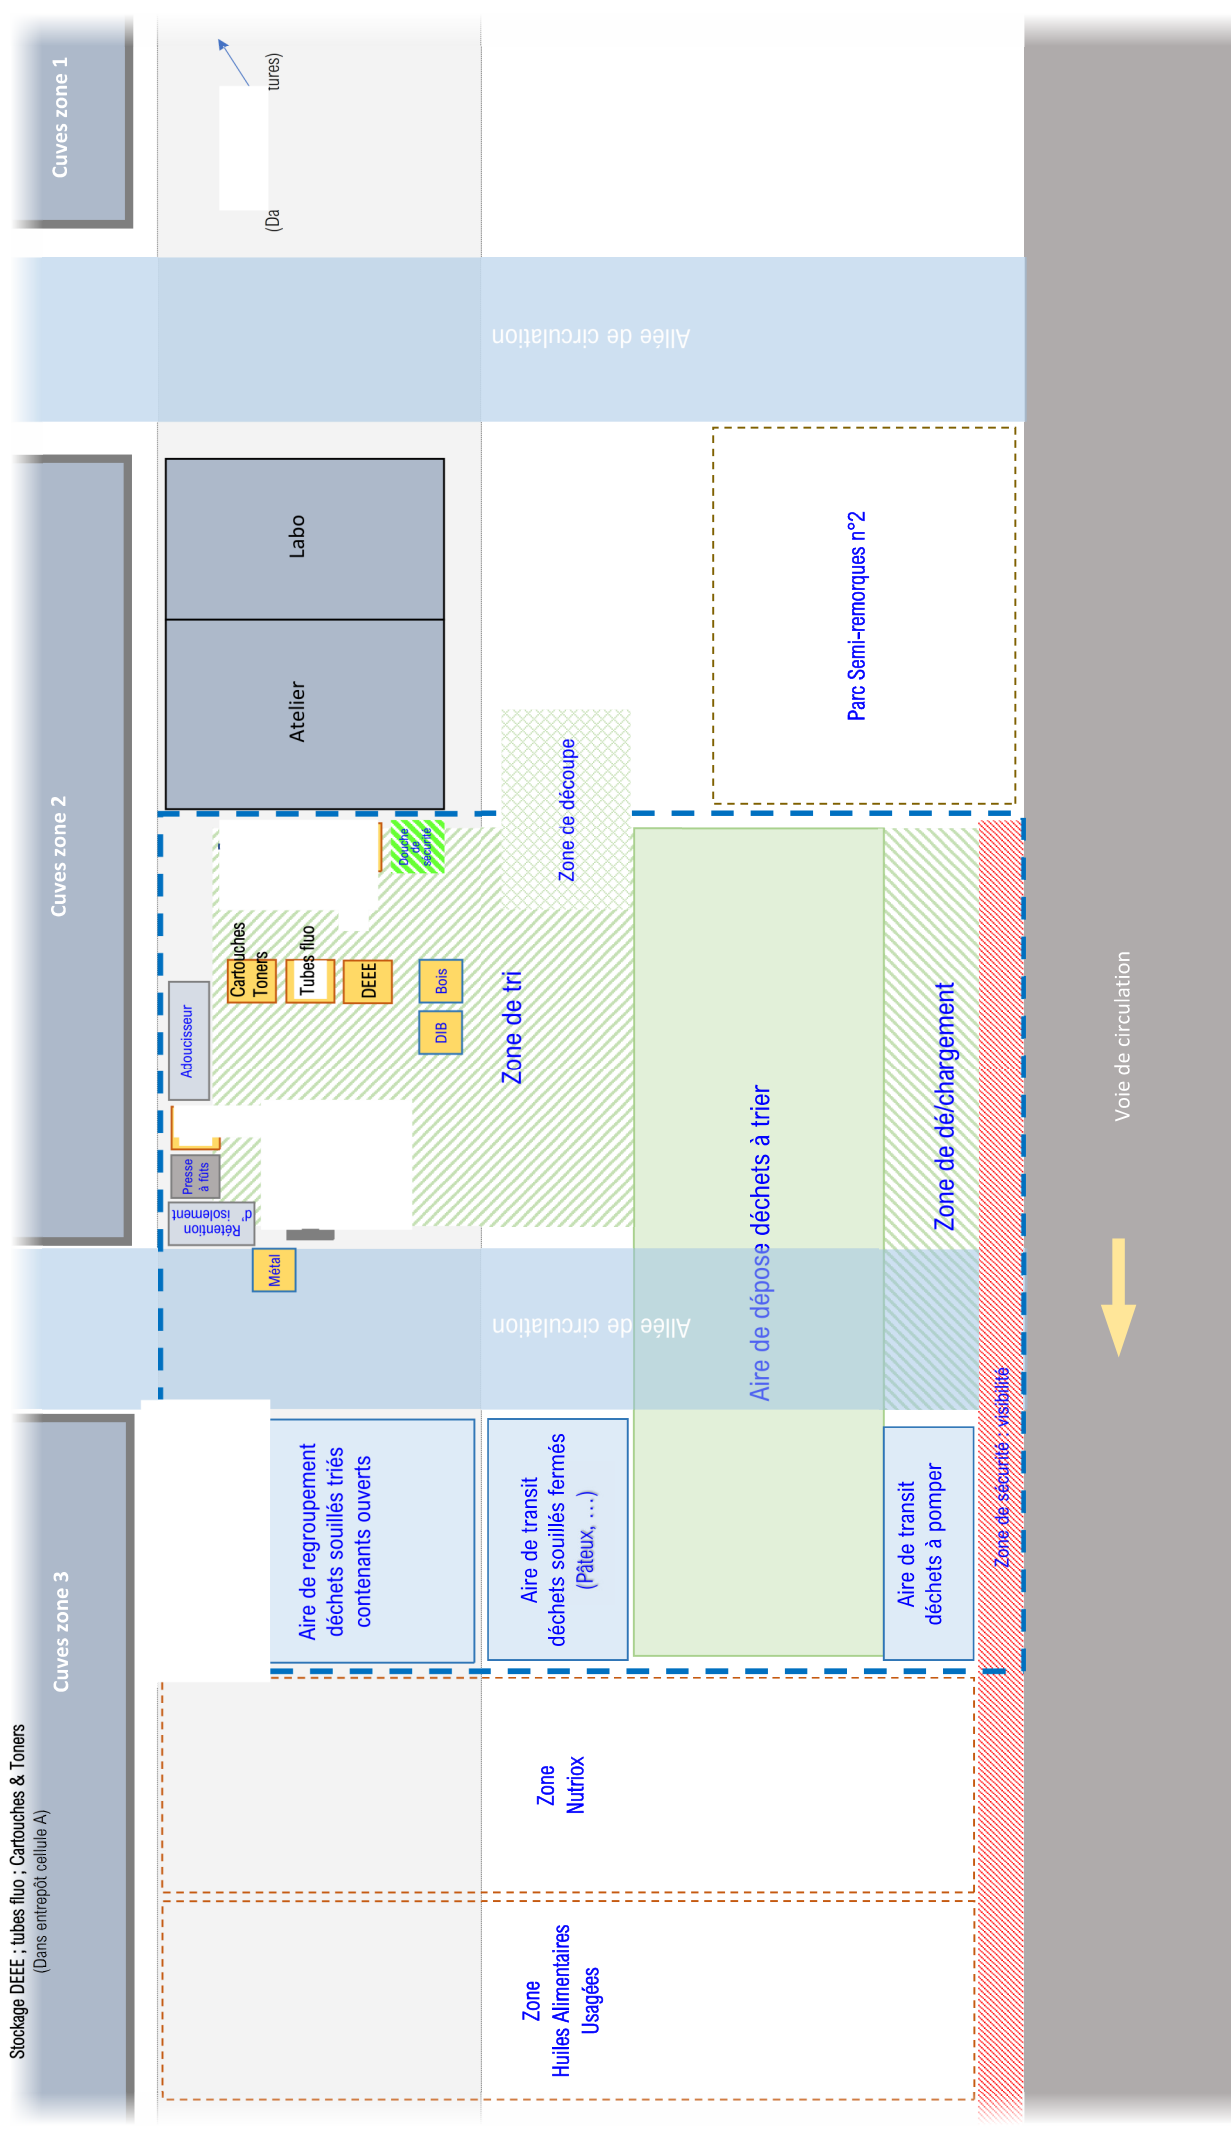 Cuves zone 1
(Da
tures)
Allée de circulation
Labo
Atelier
Parc Semi-remorques n°2
Cuves zone 2
Douche
de
sécurité
Zone de découpe
Cartouches
Toners
Tubes fluo
DEEE
Bois
DIB
Adoucisseur
Zone de tri
Presse
à fûts
Rétention
d’ isolement
Métal
Aire de dépose déchets à trier
Zone de dé/chargement
Voie de circulation
Allée de circulation
Zone de sécurité : visibilité
Aire de regroupement
déchets souillés triés
contenants ouverts
Aire de transit
déchets souillés fermés
(Pâteux, …)
Aire de transit
déchets à pomper
Cuves zone 3
Stockage DEEE ; tubes fluo ; Cartouches & Toners
(Dans entrepôt cellule A)
Zone
Nutriox
Zone
Huiles Alimentaires
Usagées